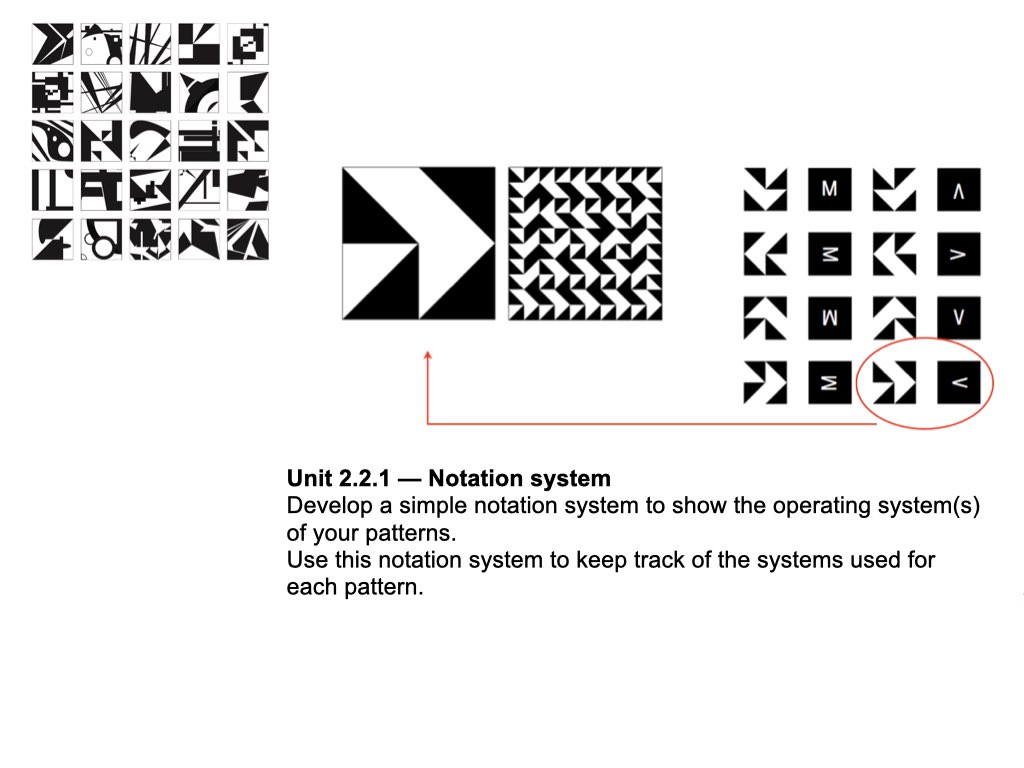 M
Λ
M
Λ
M
Λ
M
Λ
Unit 2.2.1 — Notation system
Develop a simple notation system to show the operating system(s)
of your patterns.
Use this notation system to keep track of the systems used for
each pattern.